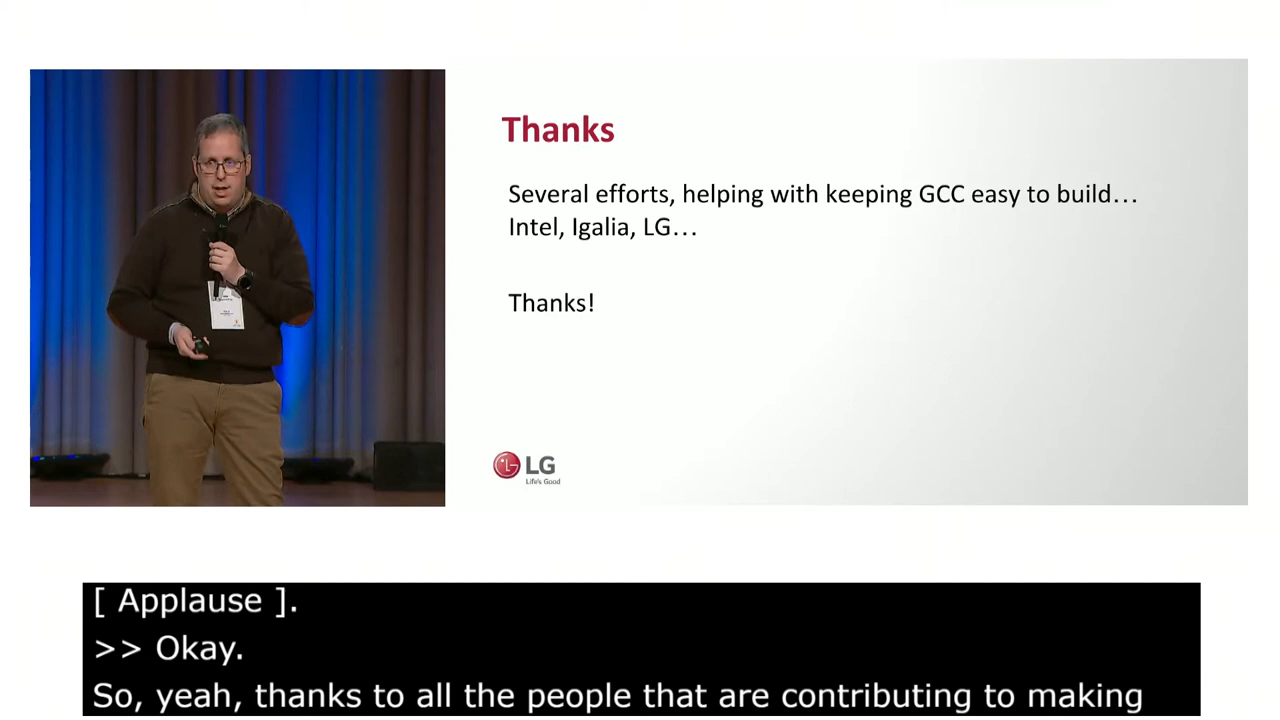 Thanks
Several efforts, helping with keeping GCC easy to build…
Intel, Igalia, LG…
Thanks!
LG
Life's Good
[ Applause ].
>> Okay.
So, yeah, thanks to all the people that are contributing to making